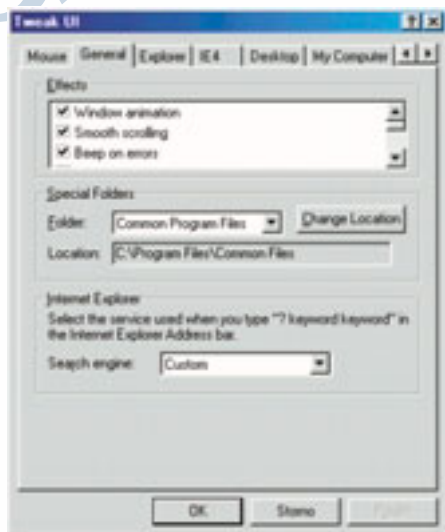 Tweak UI
Mouse General Explorer IE4 Desktop My Computer
Effects
Window animation
Smooth scrolling
Beep on errors
Special Folders
Folder: Common Program Files Change Location
Location: C:\Program Files\Common Files
Internet Explorer
Select the service used when you type "? keyword keyword" in
the Internet Explorer Address bar.
Search engine: Custom
OK Storno